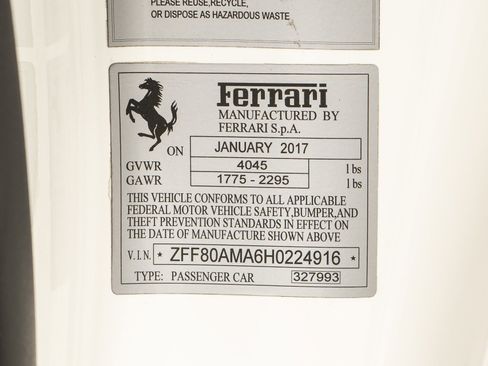 PLEASE REUSE,RECYCLE,
OR DISPOSE AS HAZARDOUS WASTE
Ferrari
MANUFACTURED BY
FERRARI S.p.A.
ON JANUARY 2017
GVWR 4045 lbs
GAWR 1775 - 2295 lbs
THIS VEHICLE CONFORMS TO ALL APPLICABLE
FEDERAL MOTOR VEHICLE SAFETY,BUMPER,AND
THEFT PREVENTION STANDARDS IN EFFECT ON
THE DATE OF MANUFACTURE SHOWN ABOVE
V.I.N. * ZFF80AMA6H0224916 *
TYPE: PASSENGER CAR 327993